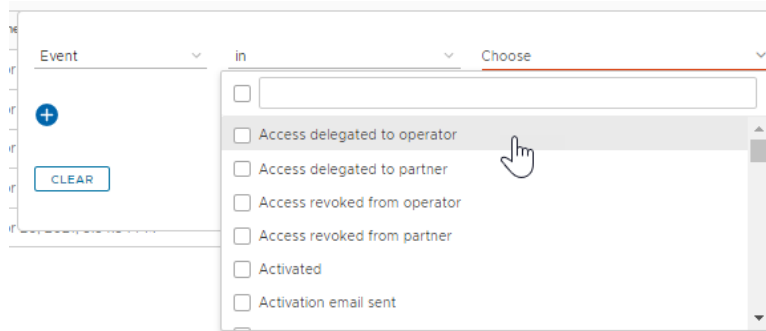 Event
in
Choose
Access delegated to operator
Access delegated to partner
CLEAR
Access revoked from operator
Access revoked from partner
Activated
Activation email sent